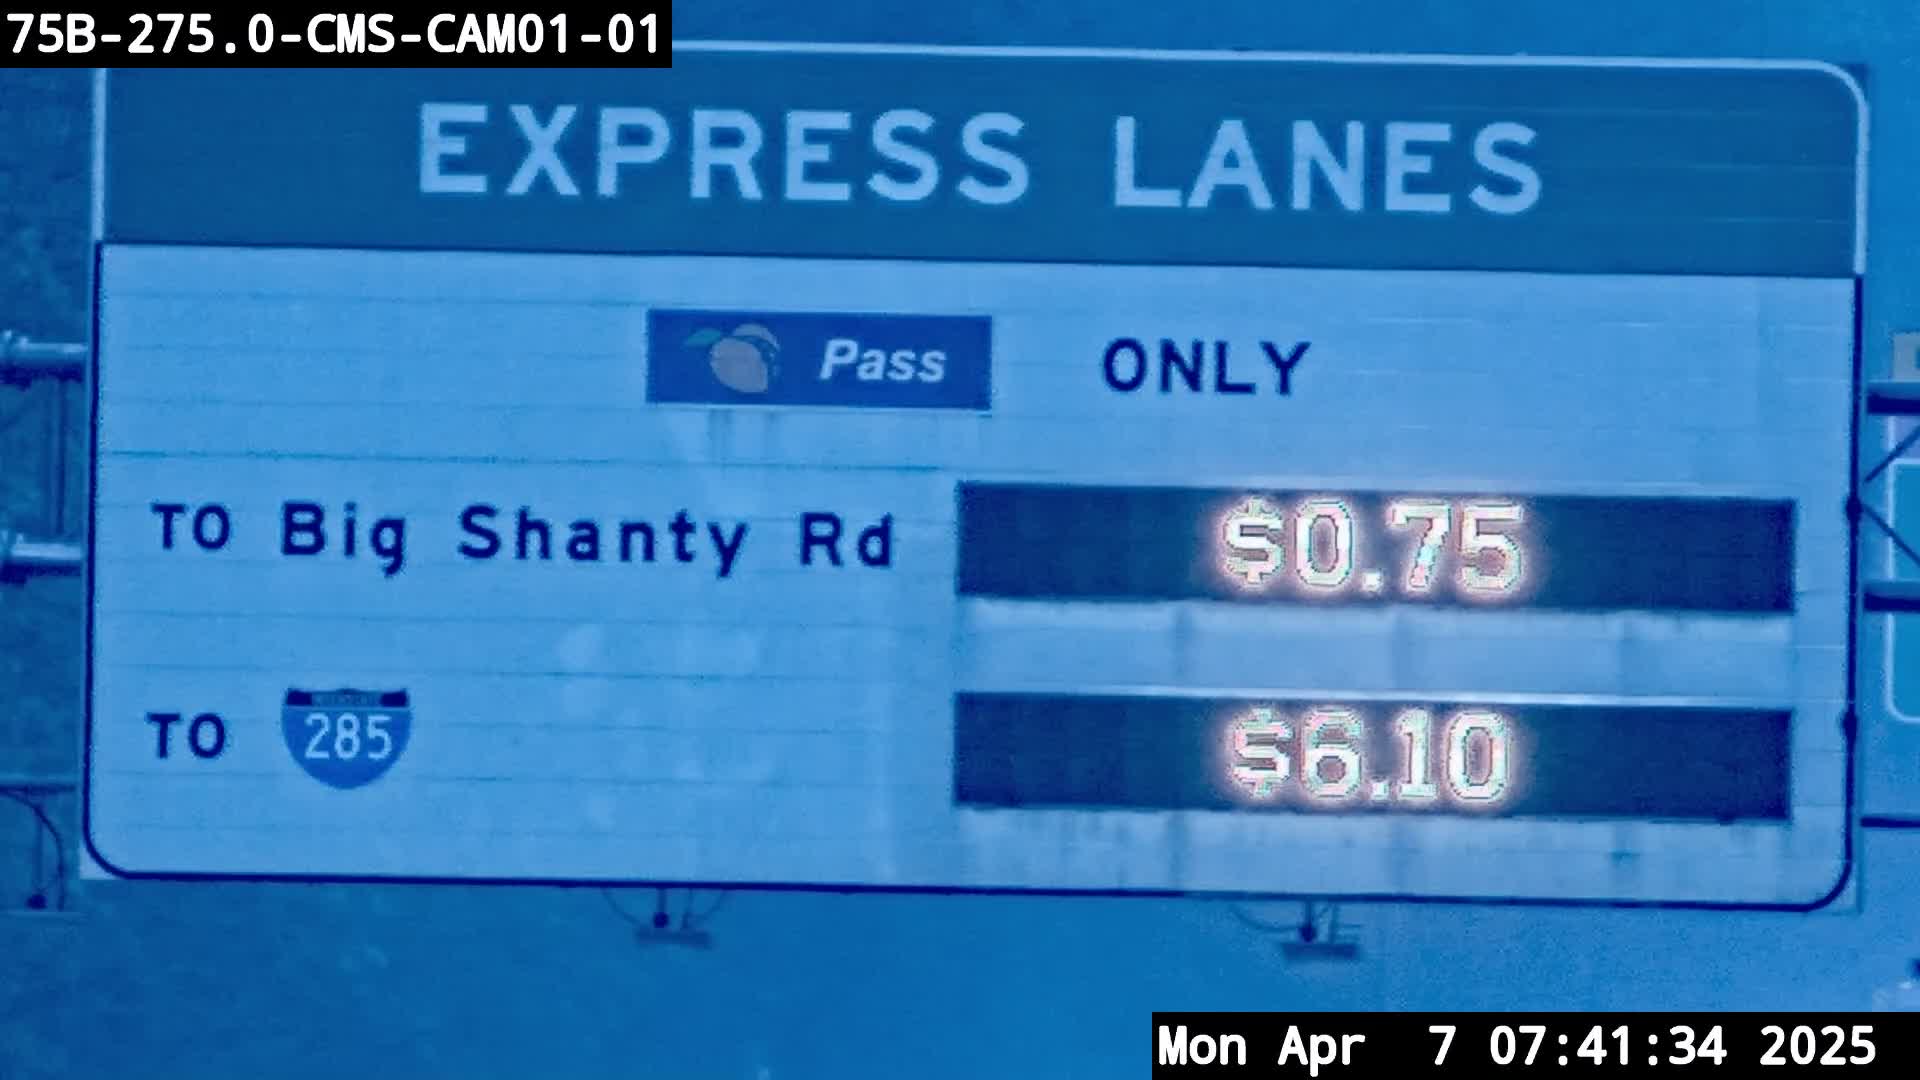 75B-275.0-CMS-CAM01-01
EXPRESS LANES
Pass ONLY
TO Big Shanty Rd $0.75
TO 285 $6.10
Mon Apr 7 07:41:34 2025